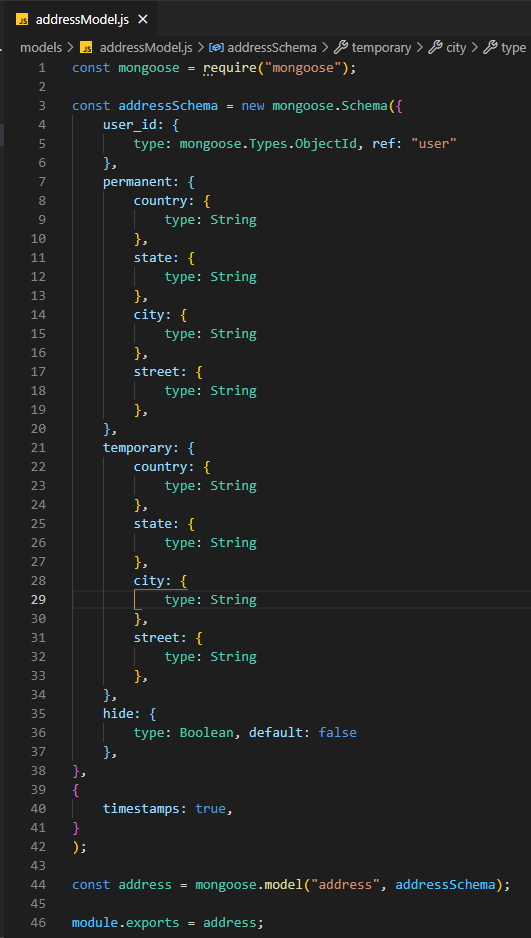 JS addressModel.js ×
models > JS addressModel.js > addressSchema > temporary > city > type
1 const mongoose = require("mongoose");
2
3 const addressSchema = new mongoose.Schema({
4     user_id: {
5         type: mongoose.Types.ObjectId, ref: "user"
6     },
7     permanent: {
8         country: {
9             type: String
10         },
11         state: {
12             type: String
13         },
14         city: {
15             type: String
16         },
17         street: {
18             type: String
19         },
20     },
21     temporary: {
22         country: {
23             type: String
24         },
25         state: {
26             type: String
27         },
28         city: {
29             type: String
30         },
31         street: {
32             type: String
33         },
34     },
35     hide: {
36         type: Boolean, default: false
37     },
38 },
39 {
40     timestamps: true,
41 }
42 );
43
44 const address = mongoose.model("address", addressSchema);
45
46 module.exports = address;